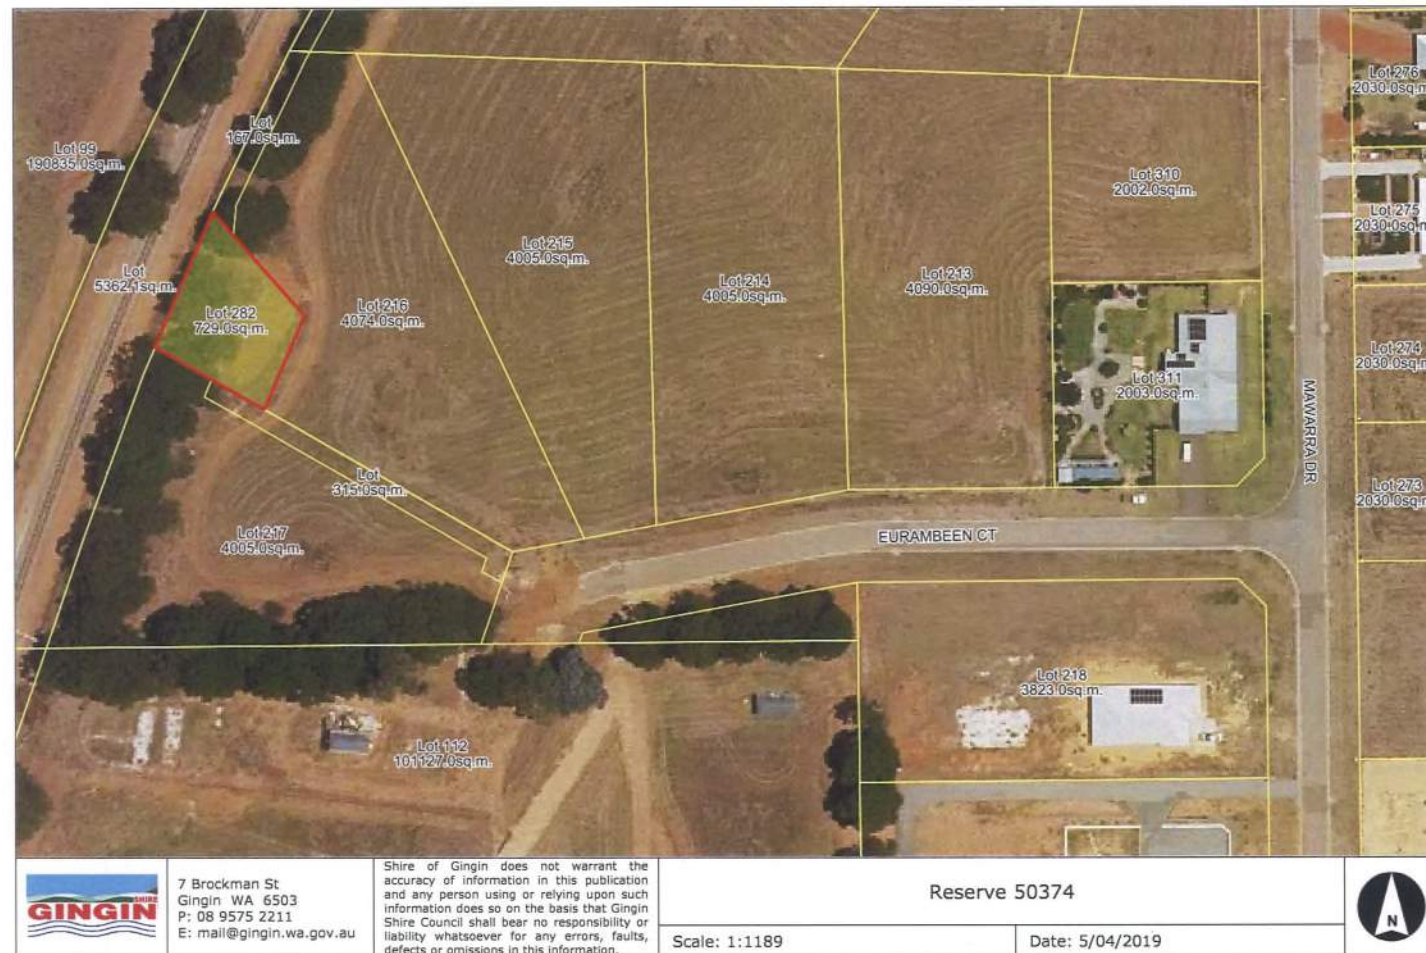 Lot 276
2030.0sq.m
Lot
167.0sq.m.
Lot 99
190835.0sq.m.
Lot 310
2002.0sq.m.
Lot 275
2030.0sq.m
Lot 215
4005.0sq.m.
Lot
5362.1sq.m.
Lot 214
4005.0sq.m.
Lot 213
4090.0sq.m.
Lot 282
729.0sq.m.
Lot 216
4074.0sq.m.
Lot 274
2030.0sq.m
Lot 311
2003.0sq.m.
MAWARRA DR
Lot
315.0sq.m.
Lot 273
2030.0sq.m
Lot 217
4005.0sq.m.
EURAMBEEN CT
Lot 218
3823.0sq.m.
Lot 112
101127.0sq.m.
SHIRE
GINGIN
7 Brockman St
Gingin WA 6503
P: 08 9575 2211
E: mail@gingin.wa.gov.au
Shire of Gingin does not warrant the
accuracy of information in this publication
and any person using or relying upon such
information does so on the basis that Gingin
Shire Council shall bear no responsibility or
liability whatsoever for any errors, faults,
defects or omissions in this information.
Reserve 50374
Scale: 1:1189
Date: 5/04/2019
N